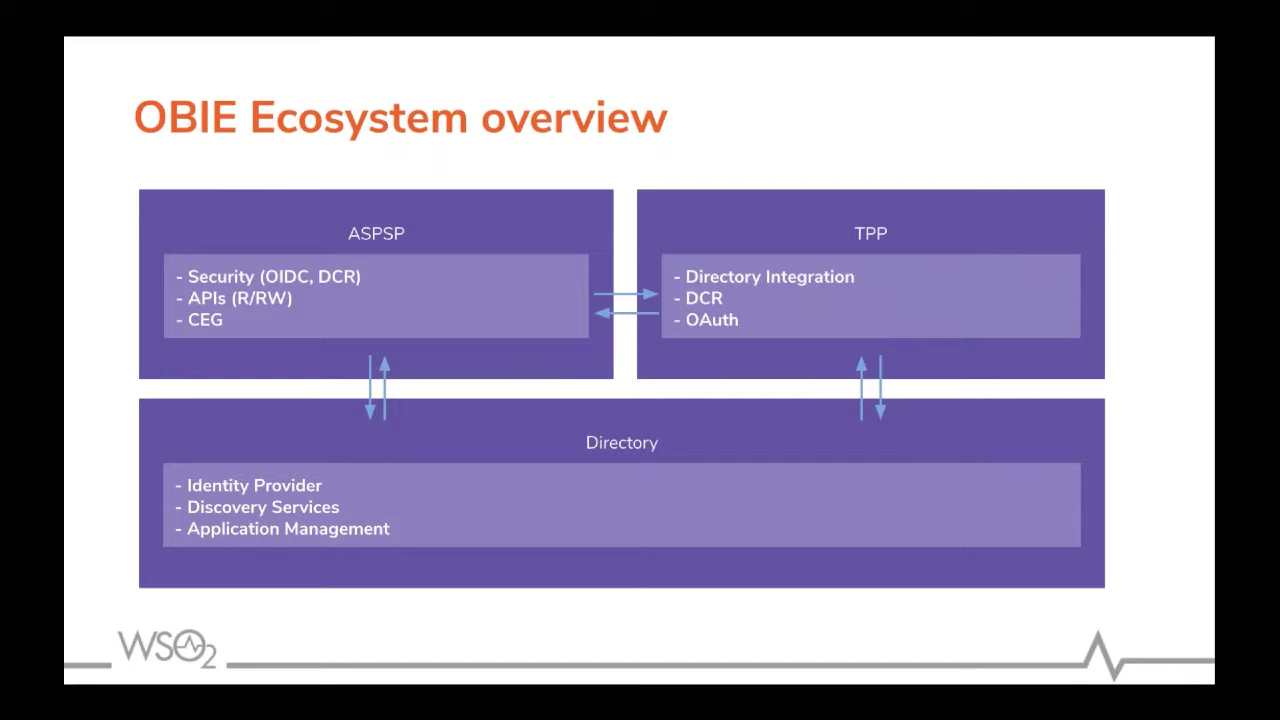 OBIE Ecosystem overview
ASPSP
- Security (OIDC, DCR)
- APIs (R/RW)
- CEG
TPP
- Directory Integration
- DCR
- OAuth
Directory
- Identity Provider
- Discovery Services
- Application Management
WSO2